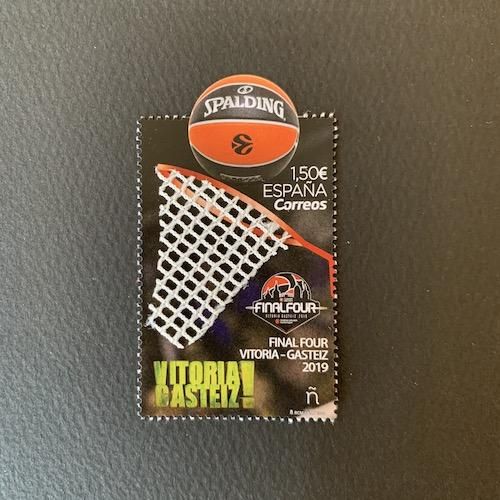 SPALDING
1,50€
ESPAÑA
Correos
FINAL FOUR
VITORIA-GASTEIZ 2019
FINAL FOUR
VITORIA - GASTEIZ
2019
VITORIA
GASTEIZ!
ñ